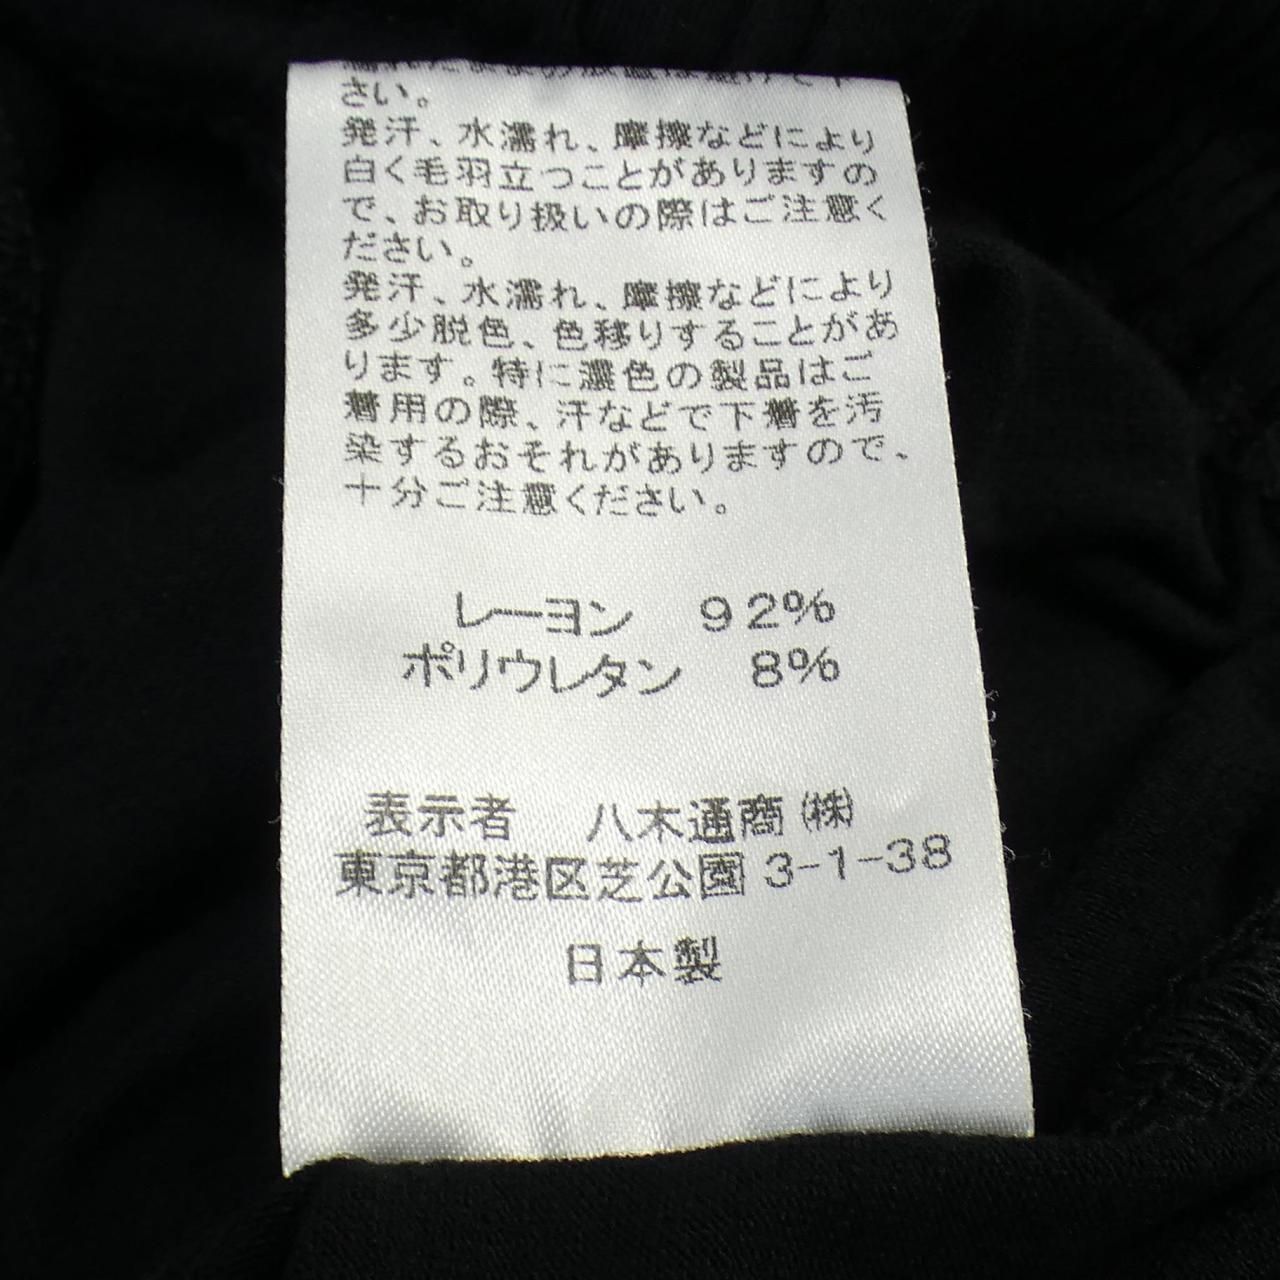 さい。
発汗、水濡れ、摩擦などにより
白く毛羽立つことがありますの
で、お取り扱いの際はご注意く
ださい。
発汗、水濡れ、摩擦などにより
多少脱色、色移りすることがあ
ります。特に濃色の製品はご
着用の際、汗などで下着を汚
染するおそれがありますので、
十分ご注意ください。
レーヨン 92%
ポリウレタン 8%
表示者 八木通商㈱
東京都港区芝公園3-1-38
日本製